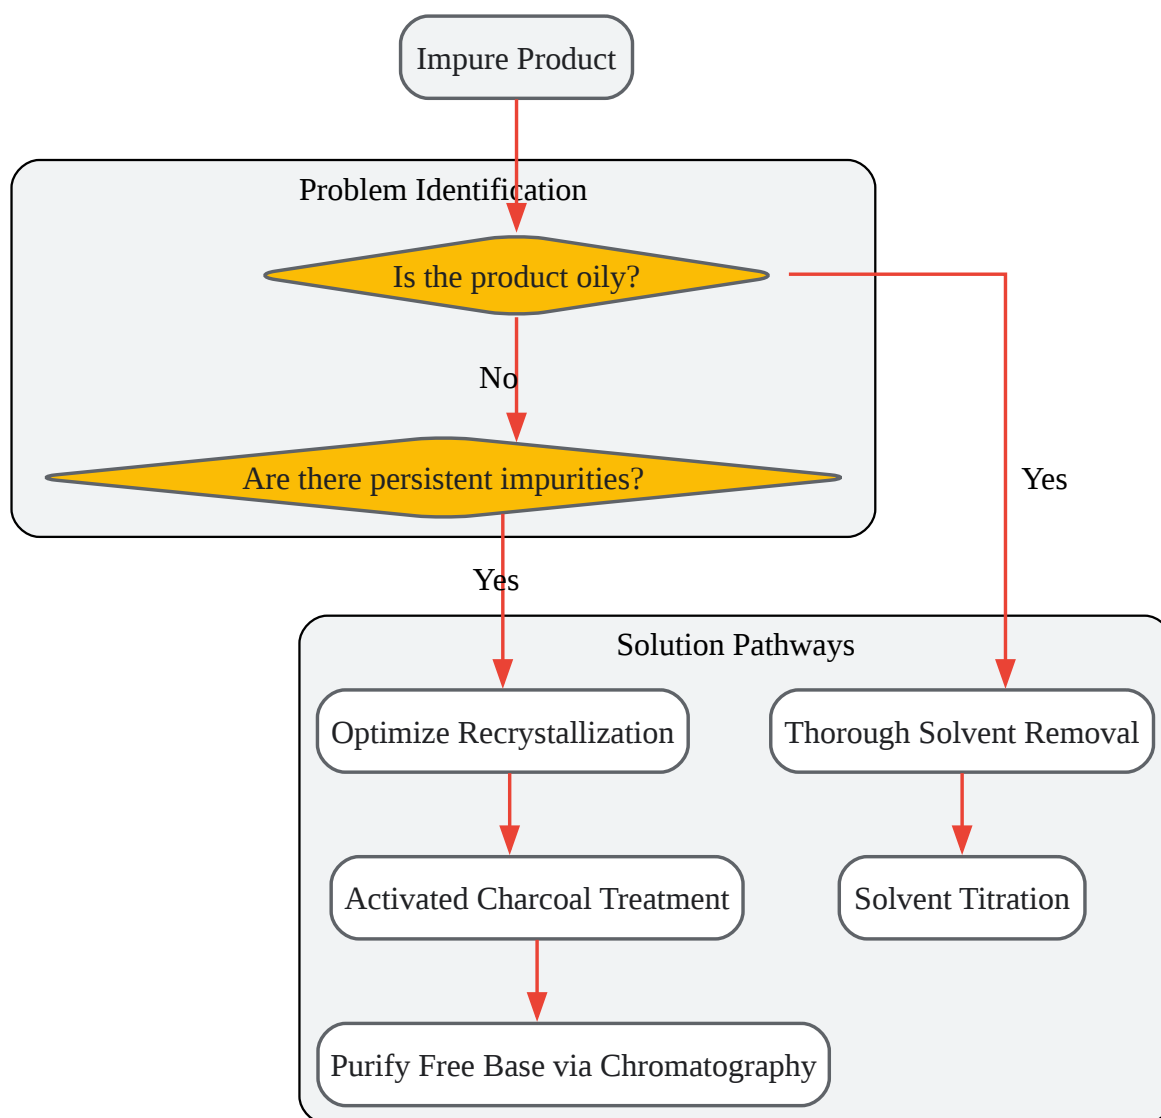 Impure Product
Problem Identification
Is the product oily?
No
Are there persistent impurities?
Yes
Yes
Solution Pathways
Optimize Recrystallization
Thorough Solvent Removal
Activated Charcoal Treatment
Solvent Titration
Purify Free Base via Chromatography